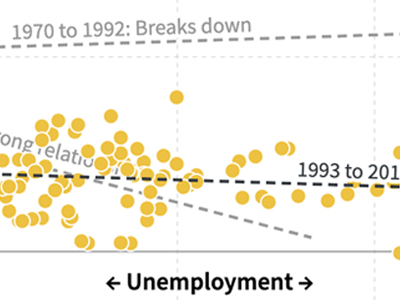 1970 to 1992: Breaks down
1993 to 201
← Unemployment →